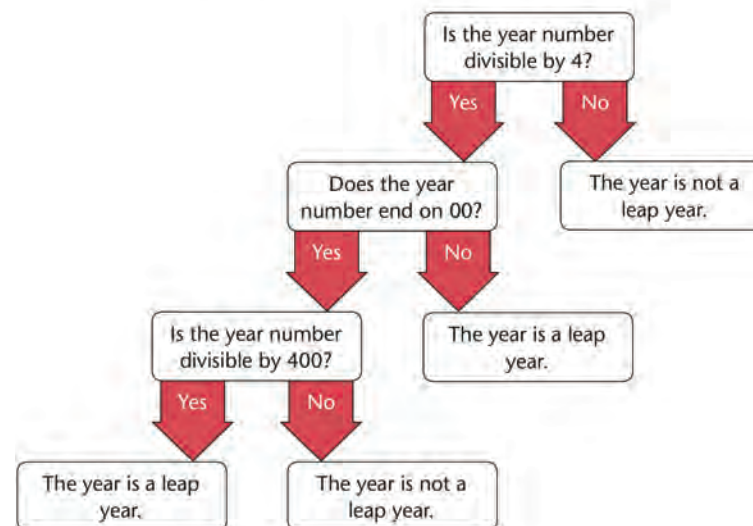 Is the year number
divisible by 4?
Yes
No
Does the year
number end on 00?
The year is not a
leap year.
Yes
No
Is the year number
divisible by 400?
The year is a leap
year.
Yes
No
The year is a leap
year.
The year is not a
leap year.